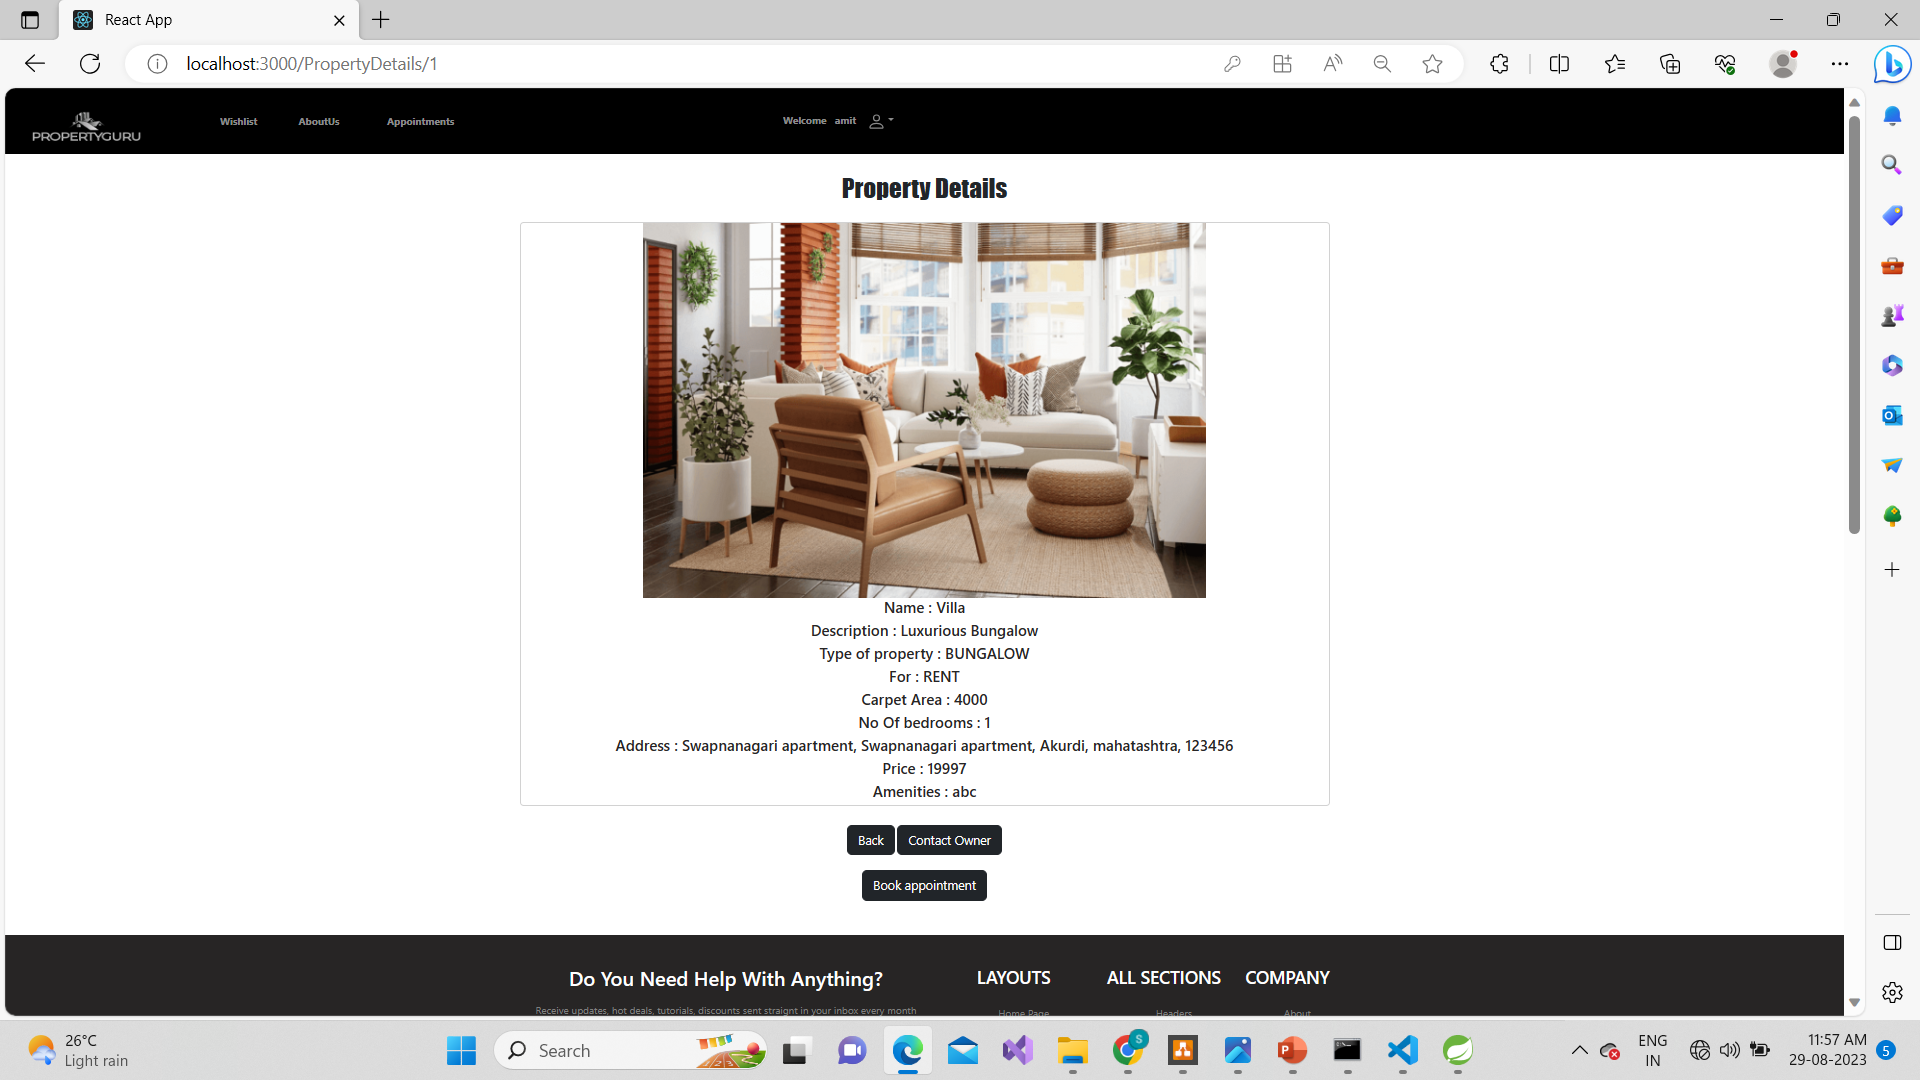 React App
localhost:3000/PropertyDetails/1
PROPERTYGURU
Wishlist AboutUs Appointments Welcome amit
Property Details
Name : Villa
Description : Luxurious Bungalow
Type of property : BUNGALOW
For : RENT
Carpet Area : 4000
No Of bedrooms : 1
Address : Swapnanagari apartment, Swapnanagari apartment, Akurdi, mahatashtra, 123456
Price : 19997
Amenities : abc
Back Contact Owner
Book appointment
Do You Need Help With Anything? LAYOUTS ALL SECTIONS COMPANY
Receive updates, hot deals, tutorials, discounts sent straignt in your inbox every month Home Page Headers About
26°C
Light rain
Search
S
ENG
IN
11:57 AM
29-08-2023
5